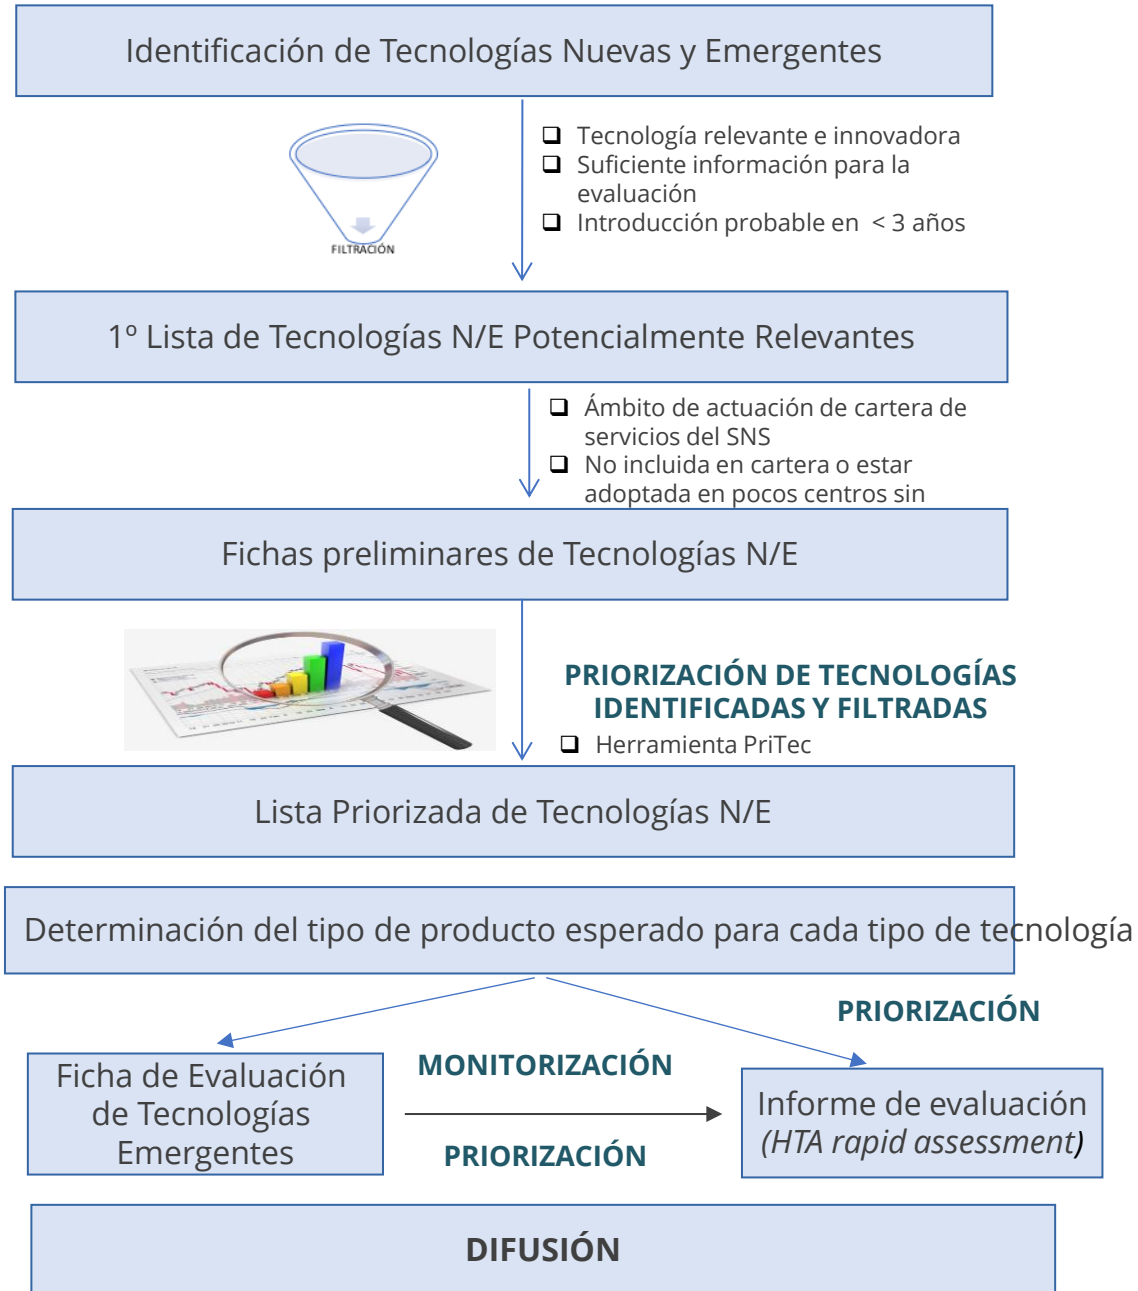 Identificación de Tecnologías Nuevas y Emergentes
❑ Tecnología relevante e innovadora
❑ Suficiente información para la
evaluación
❑ Introducción probable en < 3 años
FILTRACIÓN
1º Lista de Tecnologías N/E Potencialmente Relevantes
❑ Ámbito de actuación de cartera de
servicios del SNS
❑ No incluida en cartera o estar
adoptada en pocos centros sin
Fichas preliminares de Tecnologías N/E
PRIORIZACIÓN DE TECNOLOGÍAS
IDENTIFICADAS Y FILTRADAS
❑ Herramienta PriTec
Lista Priorizada de Tecnologías N/E
Determinación del tipo de producto esperado para cada tipo de tecnología
PRIORIZACIÓN
Ficha de Evaluación
de Tecnologías
Emergentes
MONITORIZACIÓN
PRIORIZACIÓN
Informe de evaluación
(HTA rapid assessment)
DIFUSIÓN